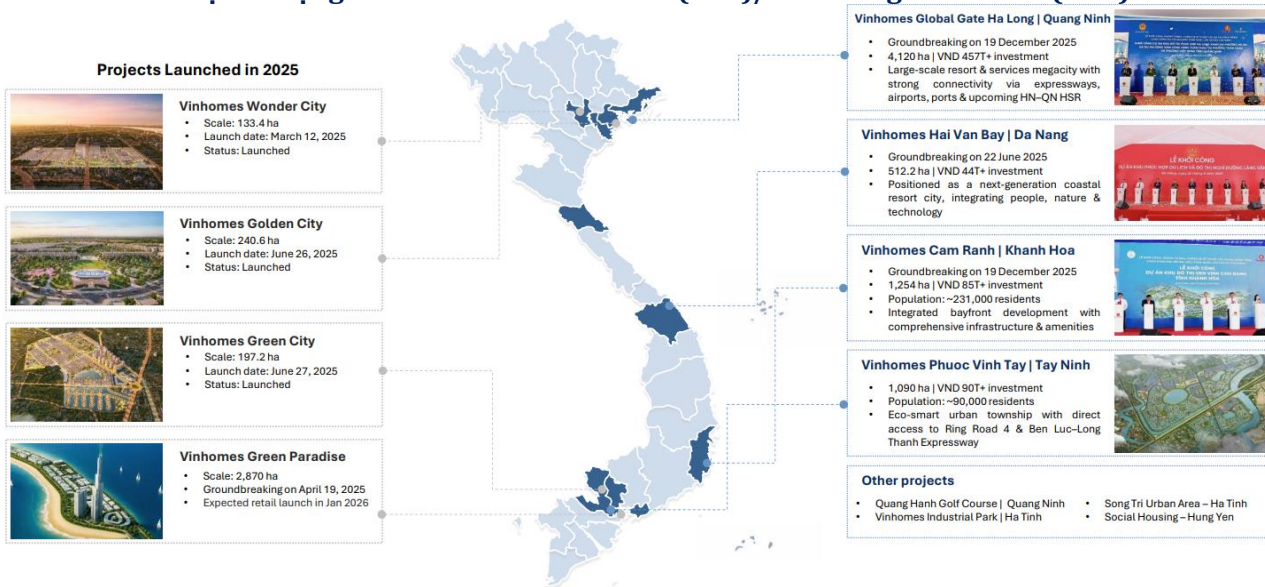 Projects Launched in 2025
Vinhomes Wonder City
• Scale: 133.4 ha
• Launch date: March 12, 2025
• Status: Launched
Vinhomes Golden City
• Scale: 240.6 ha
• Launch date: June 26, 2025
• Status: Launched
Vinhomes Green City
• Scale: 197.2 ha
• Launch date: June 27, 2025
• Status: Launched
Vinhomes Green Paradise
• Scale: 2,870 ha
• Groundbreaking on April 19, 2025
• Expected retail launch in Jan 2026
Vinhomes Global Gate Ha Long | Quang Ninh
• Groundbreaking on 19 December 2025
• 4,120 ha | VND 457T+ investment
• Large-scale resort & services megacity with
strong connectivity via expressways,
airports, ports & upcoming HN–QN HSR
Vinhomes Hai Van Bay | Da Nang
• Groundbreaking on 22 June 2025
• 512.2 ha | VND 44T+ investment
• Positioned as a next-generation coastal
resort city, integrating people, nature &
technology
LỄ KHỞI CÔNG
Vinhomes Cam Ranh | Khanh Hoa
• Groundbreaking on 19 December 2025
• 1,254 ha | VND 85T+ investment
• Population: ~231,000 residents
• Integrated bayfront development with
comprehensive infrastructure & amenities
LỄ KHỞI CÔNG
Vinhomes Phuoc Vinh Tay | Tay Ninh
• 1,090 ha | VND 90T+ investment
• Population: ~90,000 residents
• Eco-smart urban township with direct
access to Ring Road 4 & Ben Luc–Long
Thanh Expressway
Other projects
• Quang Hanh Golf Course | Quang Ninh
• Vinhomes Industrial Park | Ha Tinh
• Song Tri Urban Area – Ha Tinh
• Social Housing – Hung Yen